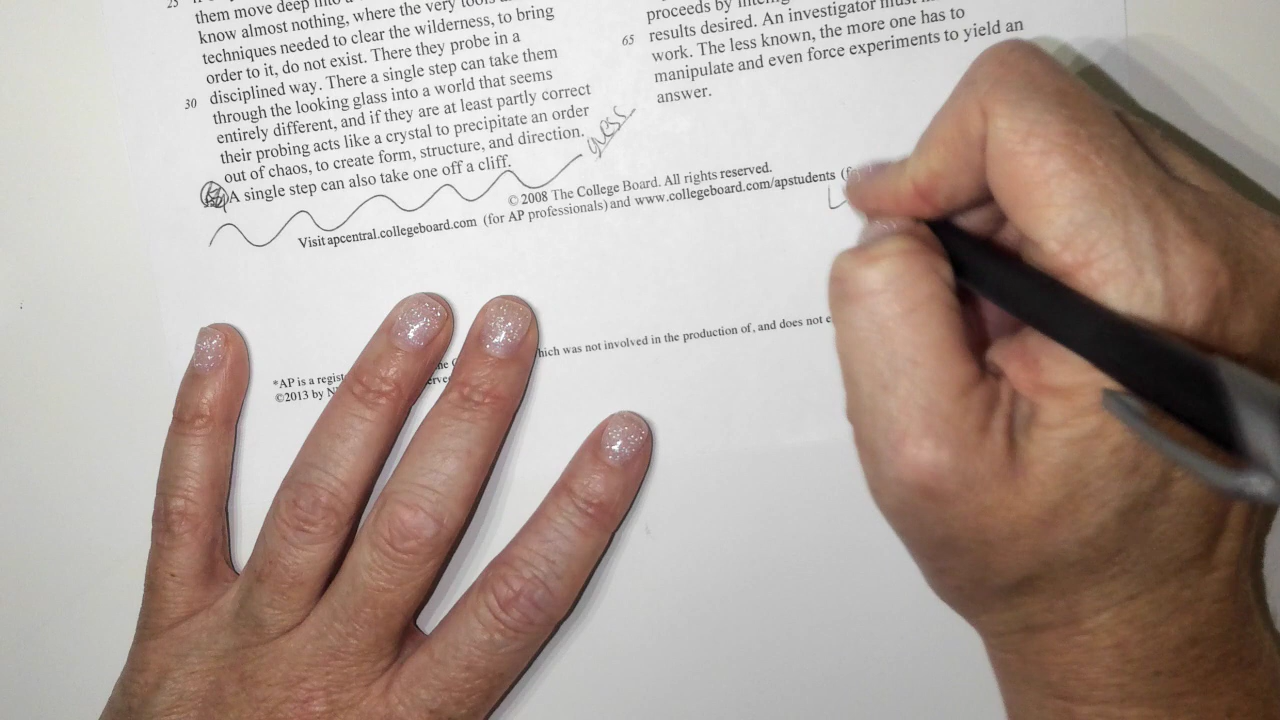 25
them move deep into a
know almost nothing, where the very tools
techniques needed to clear the wilderness, to bring
order to it, do not exist. There they probe in a
disciplined way. There a single step can take them
30 through the looking glass into a world that seems
entirely different, and if they are at least partly correct
their probing acts like a crystal to precipitate an order
out of chaos, to create form, structure, and direction.
A single step can also take one off a cliff.
guess
proceeds by
results desired. An investigator must
65 work. The less known, the more one has to
manipulate and even force experiments to yield an
answer.
© 2008 The College Board. All rights reserved.
Visit apcentral.collegeboard.com (for AP professionals) and www.collegeboard.com/apstudents
*AP is a regist
hich was not involved in the production of, and does not e
©2013 by